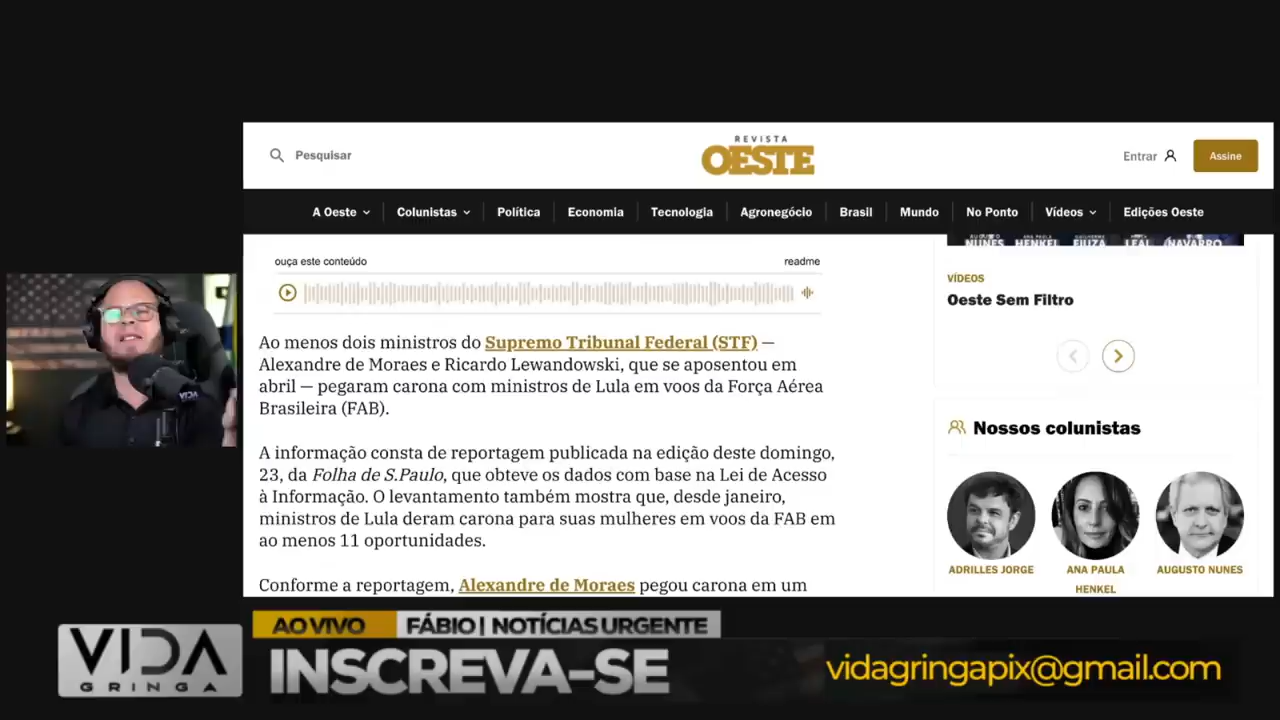 REVISTA
OESTE
Pesquisar
Entrar
Assine
A Oeste
Colunistas
Política
Economia
Tecnologia
Agronegócio
Brasil
Mundo
No Ponto
Vídeos
Edições Oeste
ouça este conteúdo
readme
Ao menos dois ministros do Supremo Tribunal Federal (STF) —
Alexandre de Moraes e Ricardo Lewandowski, que se aposentou em
abril — pegaram carona com ministros de Lula em voos da Força Aérea
Brasileira (FAB).
A informação consta de reportagem publicada na edição deste domingo,
23, da Folha de S.Paulo, que obteve os dados com base na Lei de Acesso
à Informação. O levantamento também mostra que, desde janeiro,
ministros de Lula deram carona para suas mulheres em voos da FAB em
ao menos 11 oportunidades.
Conforme a reportagem, Alexandre de Moraes pegou carona em um
NUNES
HENKEL
FIUZA
LEAL
NAVARRO
VÍDEOS
Oeste Sem Filtro
Nossos colunistas
ADRILLES JORGE
ANA PAULA
HENKEL
AUGUSTO NUNES
VIDA
GRINGA
AO VIVO
FÁBIO | NOTÍCIAS URGENTE
INSCREVA-SE
vidagringapix@gmail.com